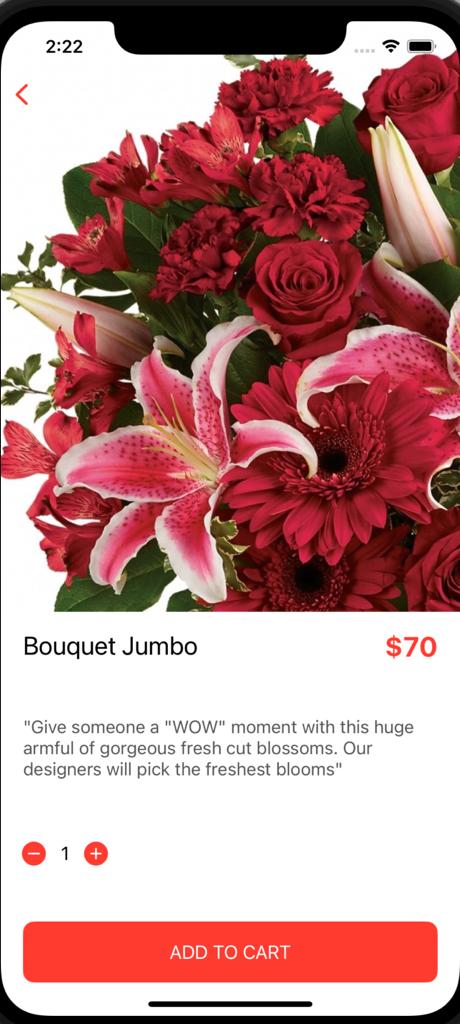 2:22
Bouquet Jumbo
$70
"Give someone a "WOW" moment with this huge
armful of gorgeous fresh cut blossoms. Our
designers will pick the freshest blooms"
1
ADD TO CART